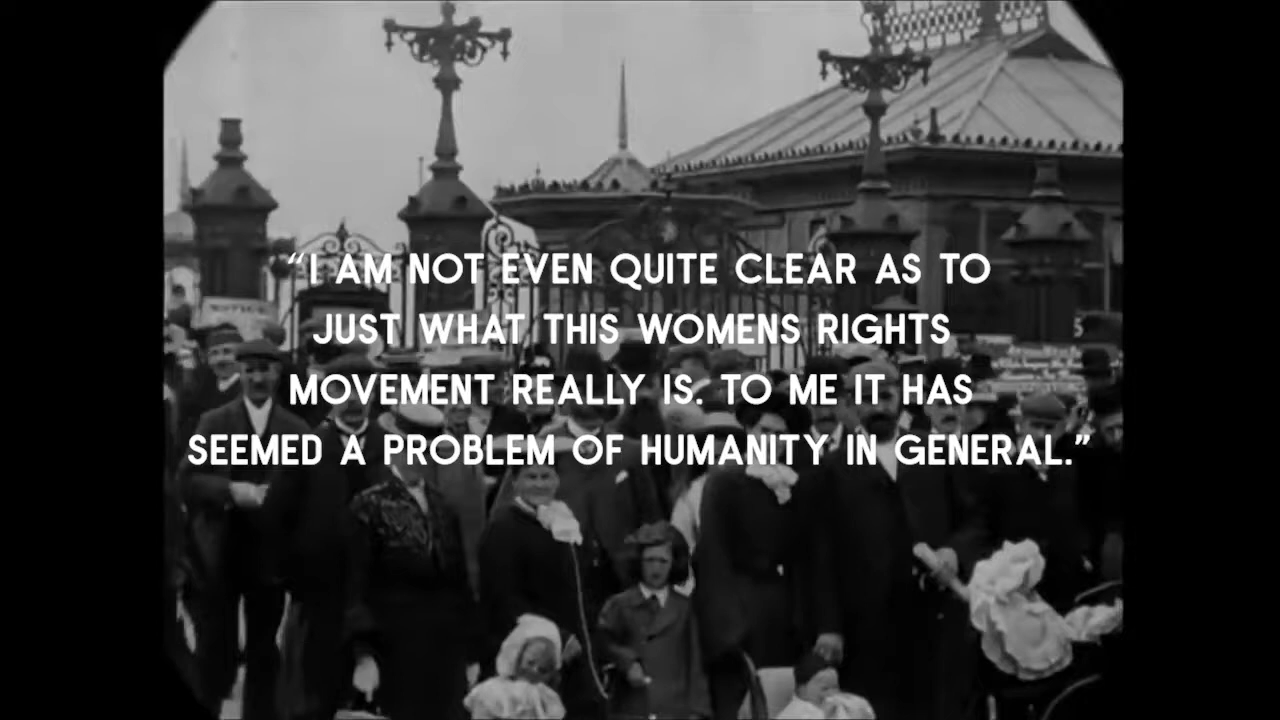 NOTICE
“I AM NOT EVEN QUITE CLEAR AS TO
JUST WHAT THIS WOMENS RIGHTS
MOVEMENT REALLY IS. TO ME IT HAS
SEEMED A PROBLEM OF HUMANITY IN GENERAL.”